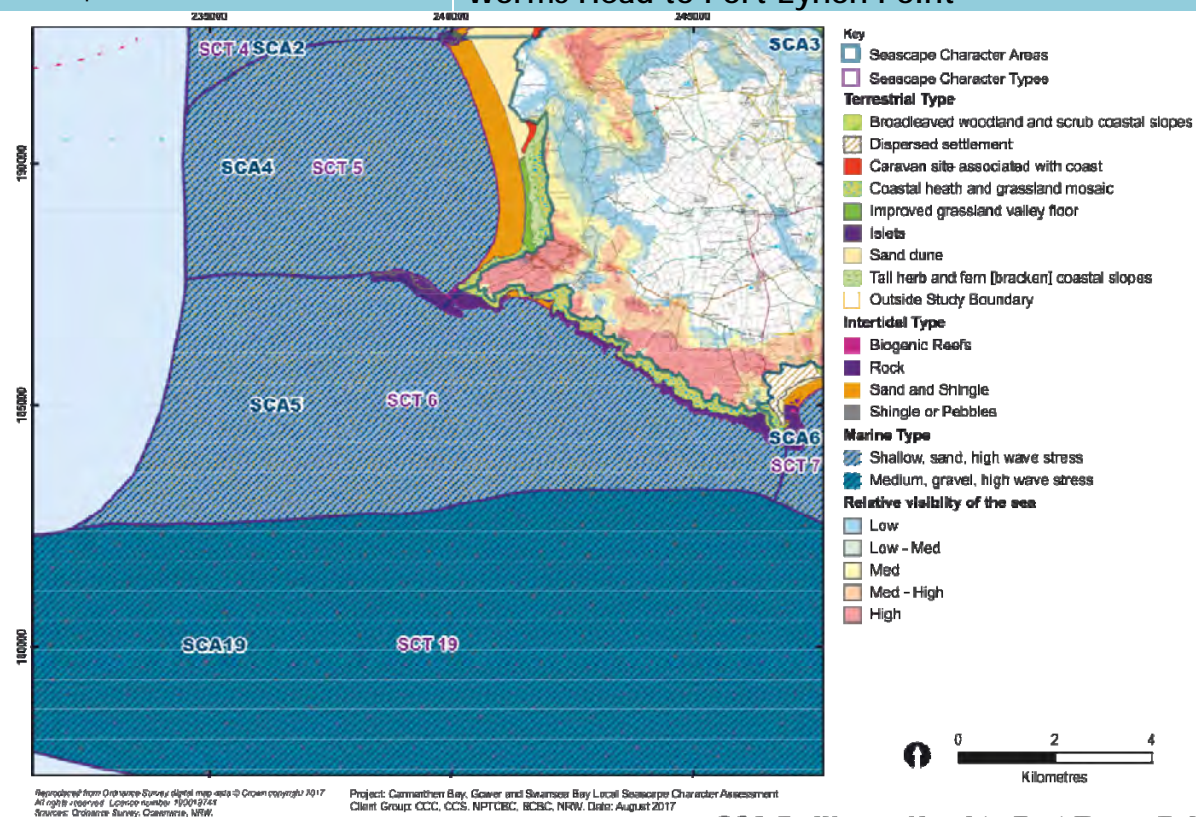 Worms Head to Port Eynon Point
235000 240000 245000
190000
185000
180000
SCT 4 SCA2
SCA3
SCA4 SCT 5
SCA5 SCT 6
SCA6
SCT 7
SCA19 SCT 19
Key
Seascape Character Areas
Seascape Character Types
Terrestrial Type
Broadleaved woodland and scrub coastal slopes
Dispersed settlement
Caravan site associated with coast
Coastal heath and grassland mosaic
Improved grassland valley floor
Islets
Sand dune
Tall herb and fern [bracken] coastal slopes
Outside Study Boundary
Intertidal Type
Biogenic Reefs
Rock
Sand and Shingle
Shingle or Pebbles
Marine Type
Shallow, sand, high wave stress
Medium, gravel, high wave stress
Relative visibility of the sea
Low
Low - Med
Med
Med - High
High
0 2 4
Kilometres
Reproduced from Ordnance Survey digital map data © Crown copyright 2017
All rights reserved. Licence number
Sources: Ordnance Survey, Oceanwise, NRW.
Project: Carmarthen Bay, Gower and Swansea Bay Local Seascape Character Assessment
Client Group: CCC, CCS, NPTCBC, BCBC, NRW. Date: August 2017